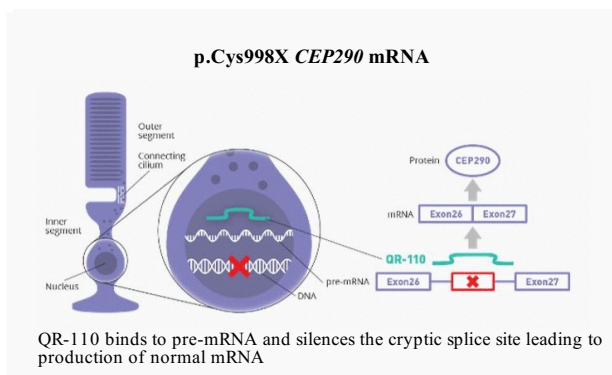 p.Cys998X CEP290 mRNA
Outer
segment
Connecting
cilium
Inner
segment
Nucleus
pre-mRNA
DNA
Protein
CEP290
mRNA
Exon26
Exon27
QR-110
Exon26
Exon27
QR-110 binds to pre-mRNA and silences the cryptic splice site leading to
production of normal mRNA